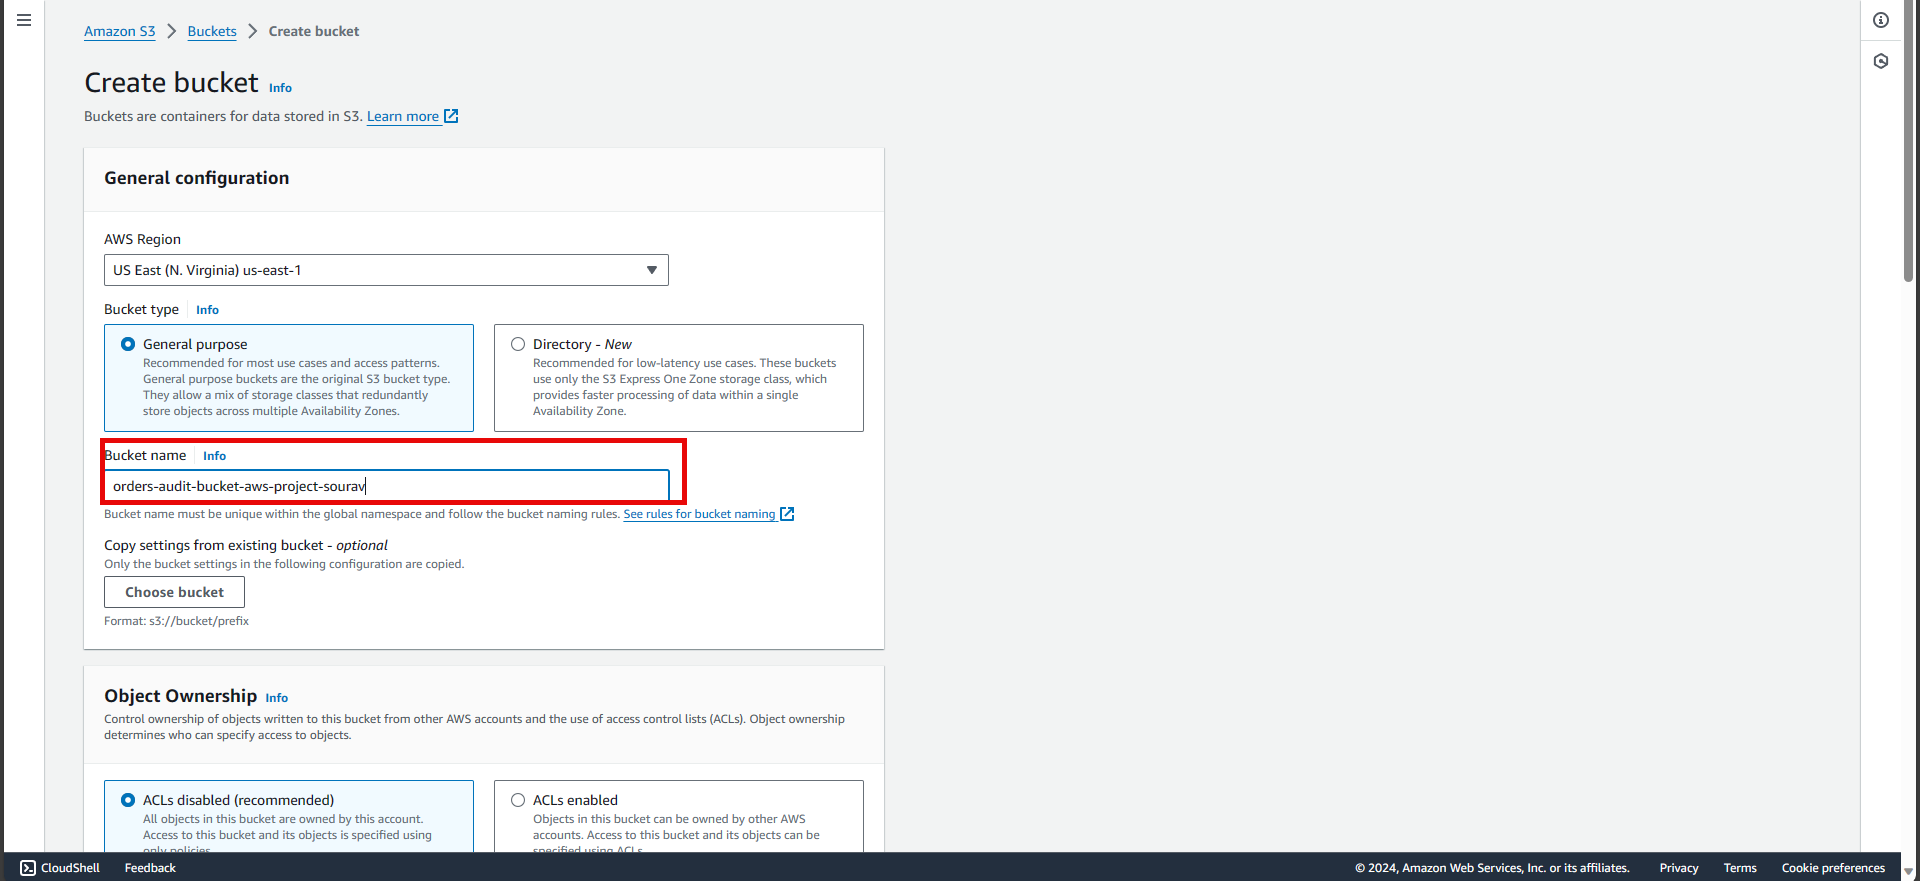 Amazon S3 > Buckets > Create bucket
Create bucket Info
Buckets are containers for data stored in S3. Learn more
General configuration
AWS Region
US East (N. Virginia) us-east-1
Bucket type Info
General purpose
Recommended for most use cases and access patterns.
General purpose buckets are the original S3 bucket type.
They allow a mix of storage classes that redundantly
store objects across multiple Availability Zones.
Directory - New
Recommended for low-latency use cases. These buckets
use only the S3 Express One Zone storage class, which
provides faster processing of data within a single
Availability Zone.
Bucket name Info
orders-audit-bucket-aws-project-sourav
Bucket name must be unique within the global namespace and follow the bucket naming rules. See rules for bucket naming
Copy settings from existing bucket - optional
Only the bucket settings in the following configuration are copied.
Choose bucket
Format: s3://bucket/prefix
Object Ownership Info
Control ownership of objects written to this bucket from other AWS accounts and the use of access control lists (ACLs). Object ownership
determines who can specify access to objects.
ACLs disabled (recommended)
All objects in this bucket are owned by this account.
Access to this bucket and its objects is specified using
only policies.
ACLs enabled
Objects in this bucket can be owned by other AWS
accounts. Access to this bucket and its objects can be
specified using ACLs.
CloudShell Feedback © 2024, Amazon Web Services, Inc. or its affiliates. Privacy Terms Cookie preferences